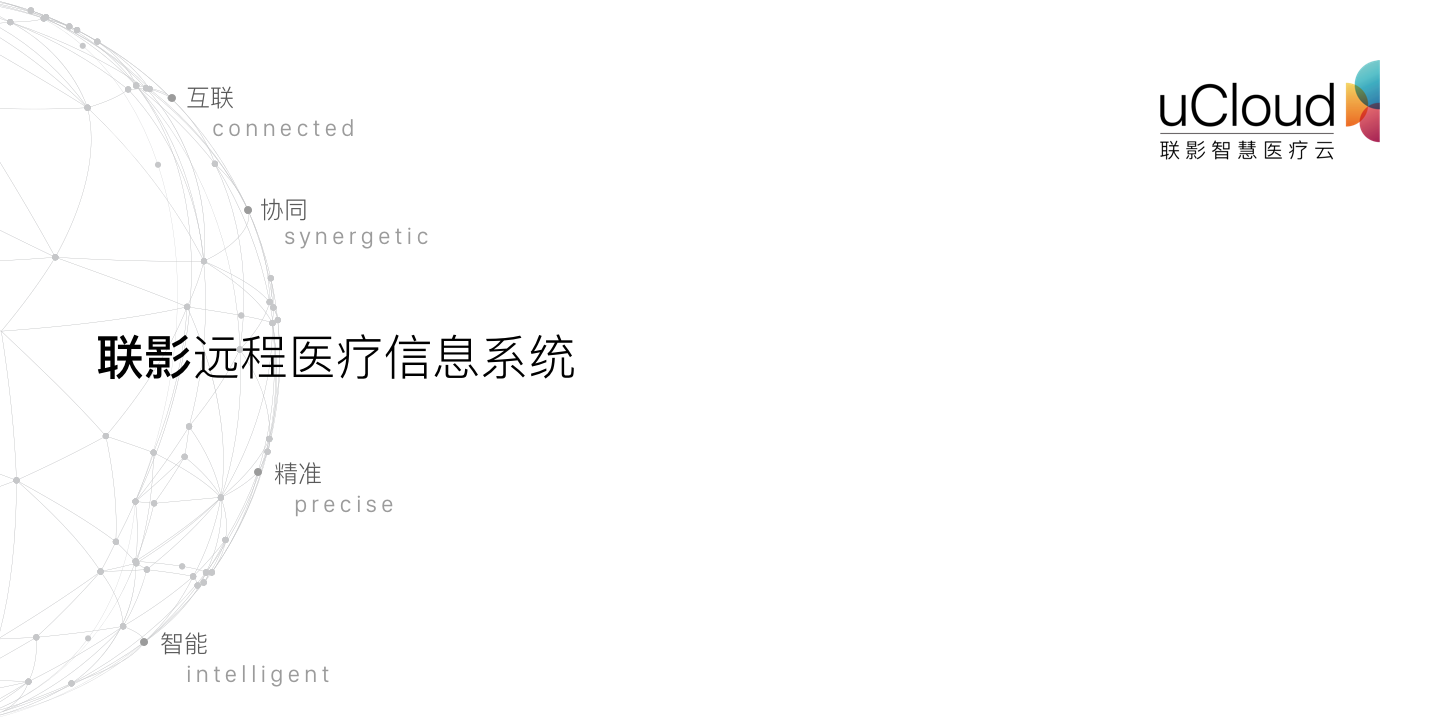 互联
connected
uCloud
联影智慧医疗云
协同
synergetic
联影远程医疗信息系统
精准
precise
智能
intelligent